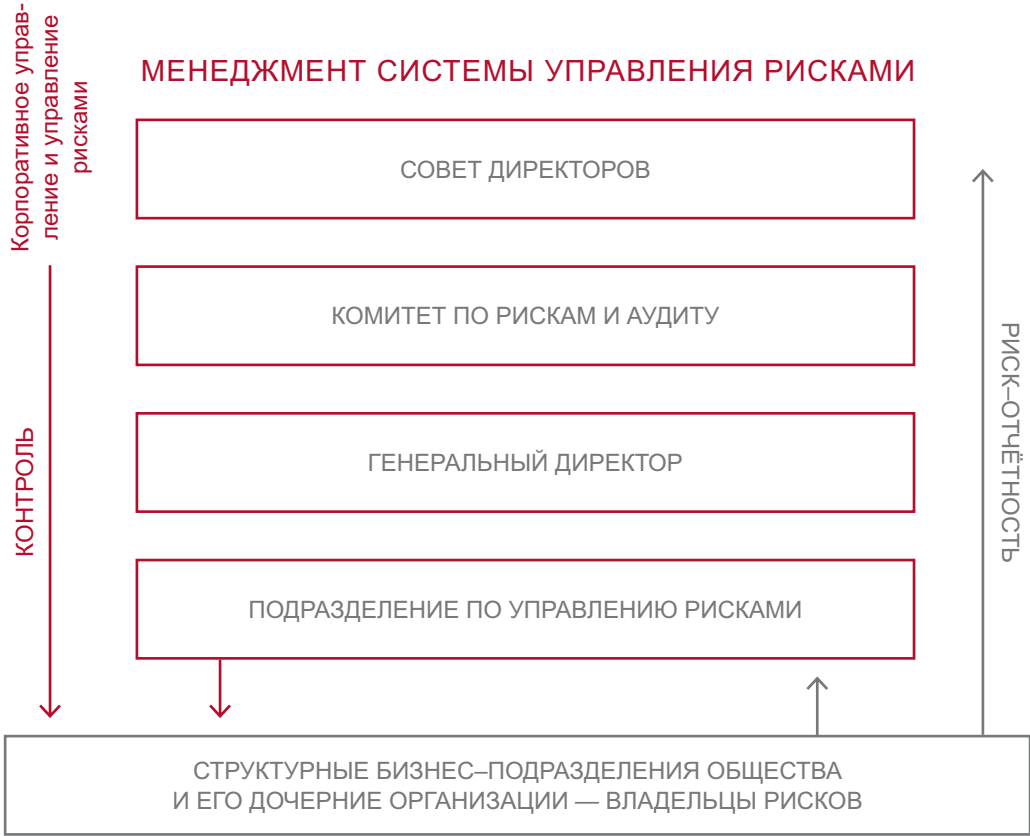 Корпоративное управ-
ление и управление
рисками
МЕНЕДЖМЕНТ СИСТЕМЫ УПРАВЛЕНИЯ РИСКАМИ
СОВЕТ ДИРЕКТОРОВ
КОМИТЕТ ПО РИСКАМ И АУДИТУ
ГЕНЕРАЛЬНЫЙ ДИРЕКТОР
ПОДРАЗДЕЛЕНИЕ ПО УПРАВЛЕНИЮ РИСКАМИ
КОНТРОЛЬ
РИСК–ОТЧЁТНОСТЬ
СТРУКТУРНЫЕ БИЗНЕС–ПОДРАЗДЕЛЕНИЯ ОБЩЕСТВА
И ЕГО ДОЧЕРНИЕ ОРГАНИЗАЦИИ — ВЛАДЕЛЬЦЫ РИСКОВ